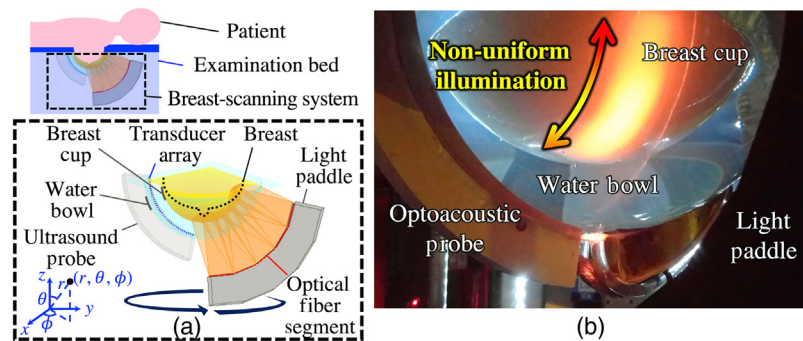 Patient
Examination bed
Breast-scanning system
Breast
cup
Transducer
array
Breast
Light
paddle
Water
bowl
Ultrasound
probe
Optical
fiber
segment
z
r
(r, θ, ϕ)
θ
y
x
ϕ
(a)
Non-uniform
illumination
Breast cup
Water bowl
Optoacoustic
probe
Light
paddle
(b)